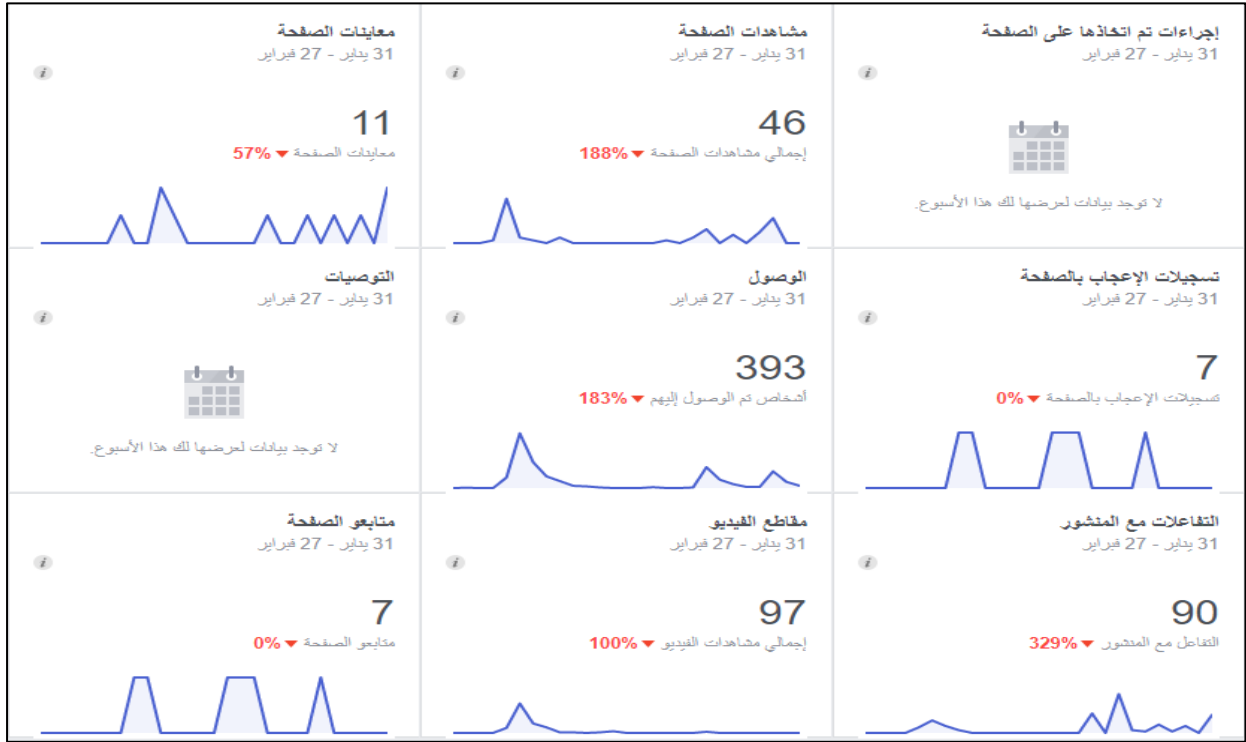 إجراءات تم اتخاذها على الصفحة
31 يناير - 27 فبراير
لا توجد بيانات لعرضها لك هذا الأسبوع.
مشاهدات الصفحة
31 يناير - 27 فبراير
46
إجمالي مشاهدات الصفحة ▼ 188%
معاينات الصفحة
31 يناير - 27 فبراير
11
معاينات الصفحة ▼ 57%
تسجيلات الإعجاب بالصفحة
31 يناير - 27 فبراير
7
تسجيلات الإعجاب بالصفحة ▼ 0%
الوصول
31 يناير - 27 فبراير
393
أشخاص تم الوصول إليهم ▼ 183%
التوصيات
31 يناير - 27 فبراير
لا توجد بيانات لعرضها لك هذا الأسبوع.
التفاعلات مع المنشور
31 يناير - 27 فبراير
90
التفاعل مع المنشور ▼ 329%
مقاطع الفيديو
31 يناير - 27 فبراير
97
إجمالي مشاهدات الفيديو ▼ 100%
متابعو الصفحة
31 يناير - 27 فبراير
7
متابعو الصفحة ▼ 0%